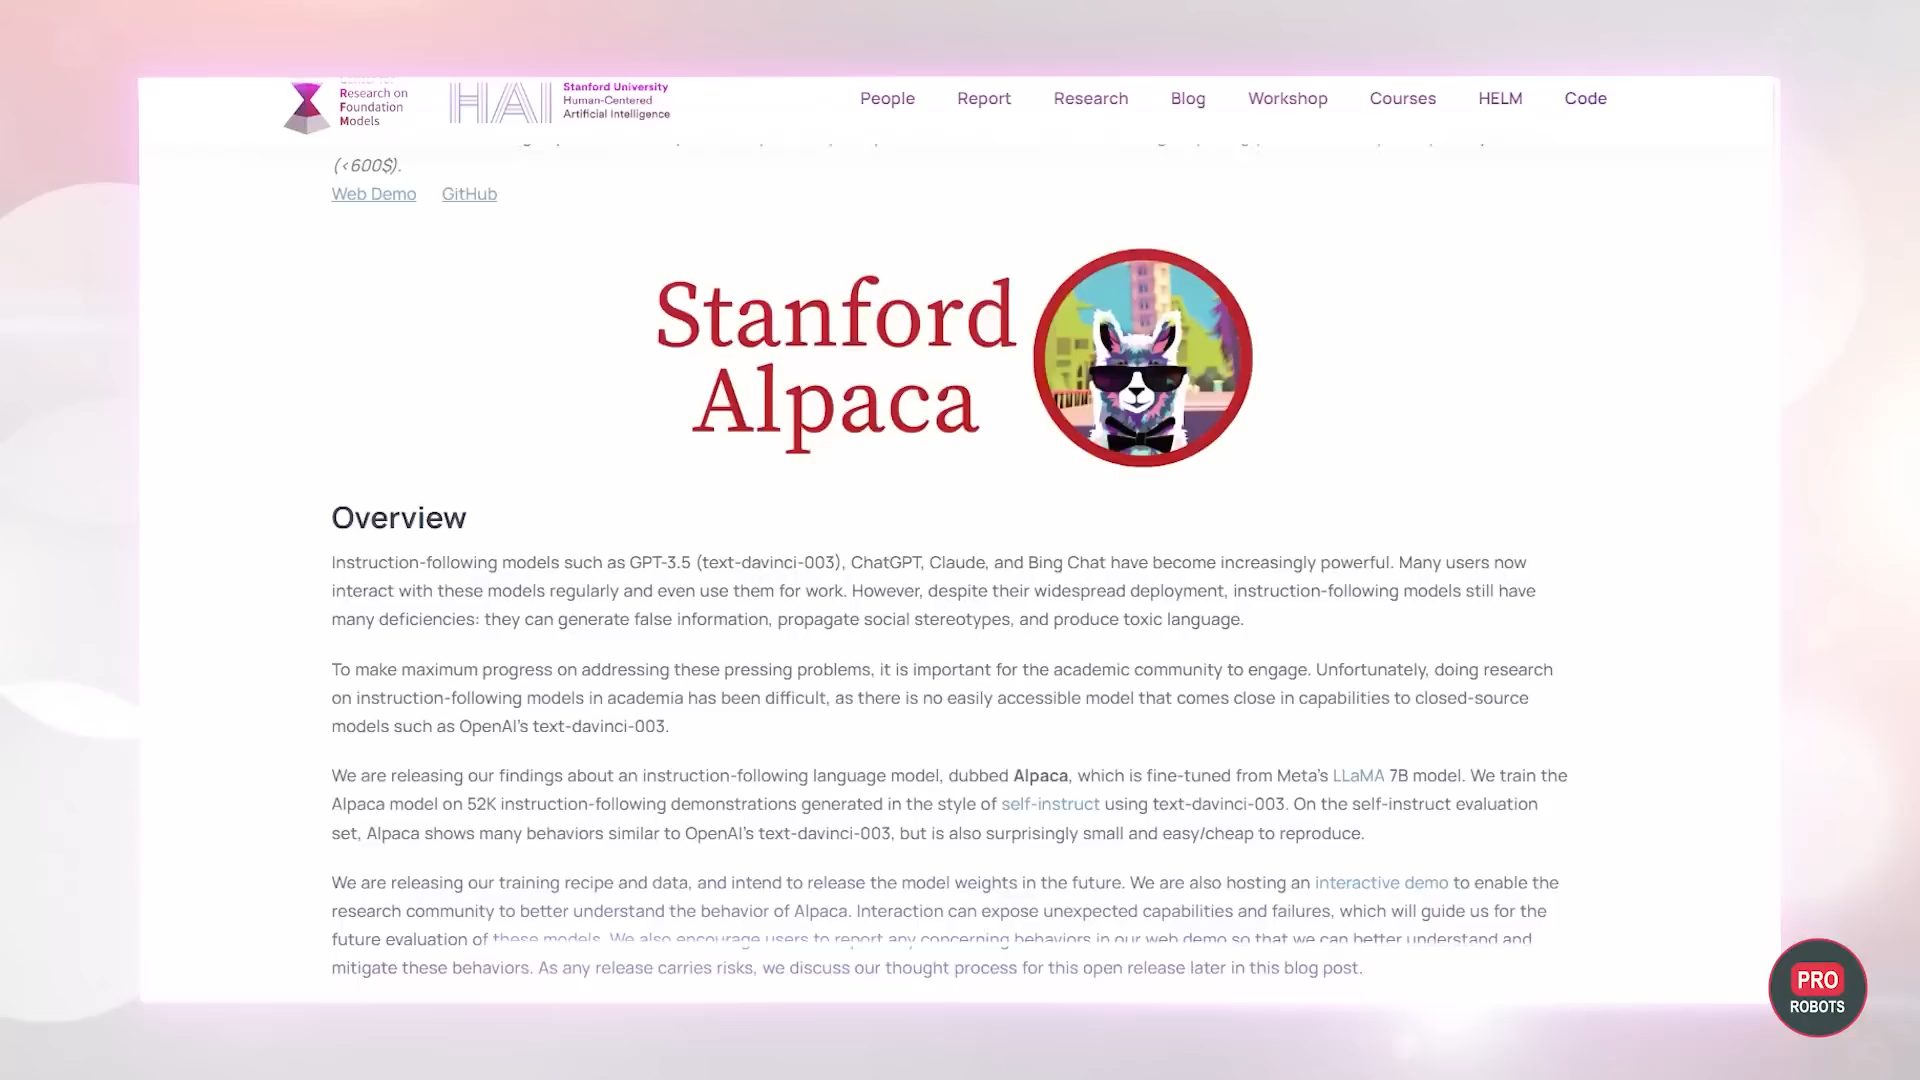 Research on
Foundation
Models
HAI
Stanford University
Human-Centered
Artificial Intelligence
People Report Research Blog Workshop Courses HELM Code
(<600$).
Web Demo GitHub
Stanford
Alpaca
Overview
Instruction-following models such as GPT-3.5 (text-davinci-003), ChatGPT, Claude, and Bing Chat have become increasingly powerful. Many users now
interact with these models regularly and even use them for work. However, despite their widespread deployment, instruction-following models still have
many deficiencies: they can generate false information, propagate social stereotypes, and produce toxic language.
To make maximum progress on addressing these pressing problems, it is important for the academic community to engage. Unfortunately, doing research
on instruction-following models in academia has been difficult, as there is no easily accessible model that comes close in capabilities to closed-source
models such as OpenAI's text-davinci-003.
We are releasing our findings about an instruction-following language model, dubbed Alpaca, which is fine-tuned from Meta's LLaMA 7B model. We train the
Alpaca model on 52K instruction-following demonstrations generated in the style of self-instruct using text-davinci-003. On the self-instruct evaluation
set, Alpaca shows many behaviors similar to OpenAI's text-davinci-003, but is also surprisingly small and easy/cheap to reproduce.
We are releasing our training recipe and data, and intend to release the model weights in the future. We are also hosting an interactive demo to enable the
research community to better understand the behavior of Alpaca. Interaction can expose unexpected capabilities and failures, which will guide us for the
future evaluation of these models. We also encourage users to report any concerning behaviors in our web demo so that we can better understand and
mitigate these behaviors. As any release carries risks, we discuss our thought process for this open release later in this blog post.
PRO
ROBOTS